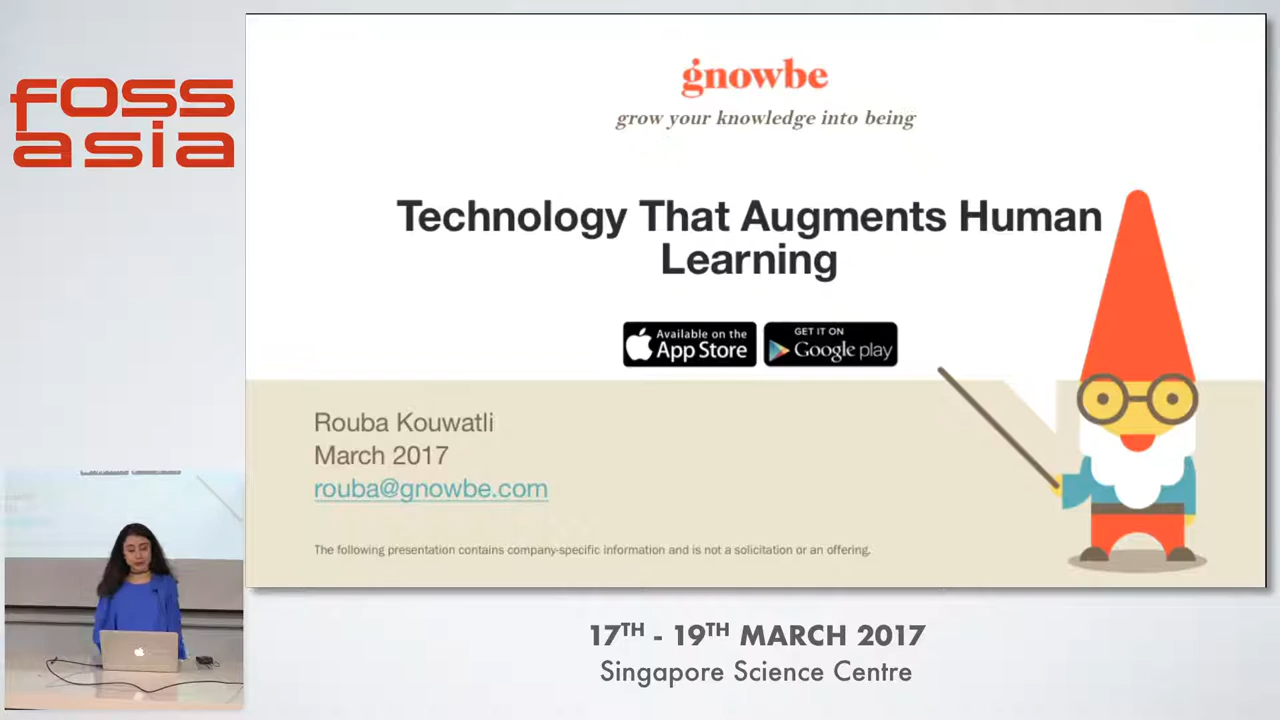 foss
asia
gnowbe
grow your knowledge into being
Technology That Augments Human
Learning
Available on the
App Store
GET IT ON
Google play
Rouba Kouwatli
March 2017
rouba@gnowbe.com
The following presentation contains company-specific information and is not a solicitation or an offering.
17TH - 19TH MARCH 2017
Singapore Science Centre